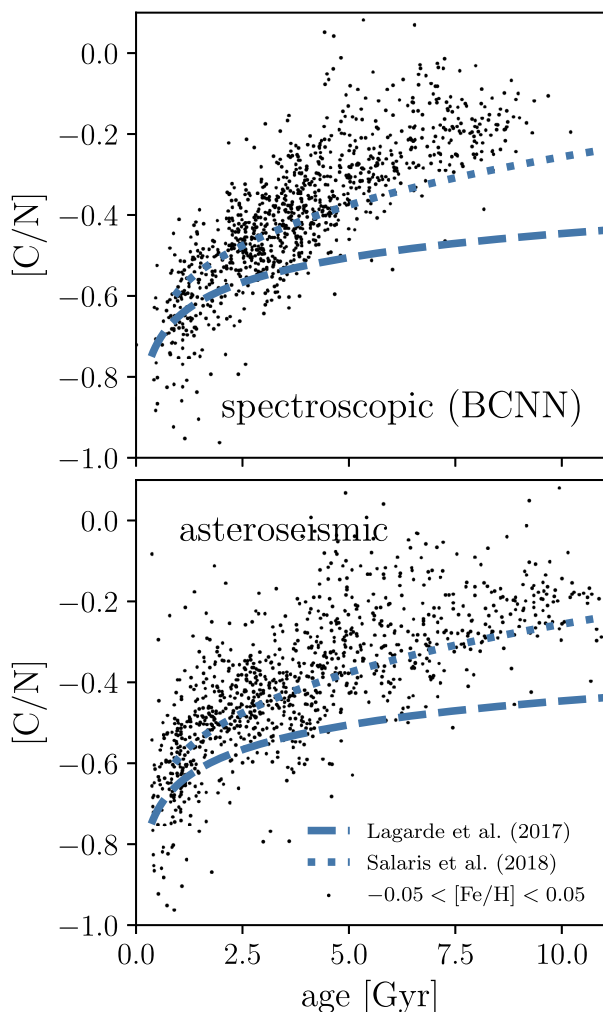 0.0
−0.2
−0.4
−0.6
−0.8
−1.0
[C/N]
spectroscopic (BCNN)
0.0
−0.2
−0.4
−0.6
−0.8
−1.0
[C/N]
asteroseismic
Lagarde et al. (2017)
Salaris et al. (2018)
−0.05 < [Fe/H] < 0.05
0.0 2.5 5.0 7.5 10.0
age [Gyr]